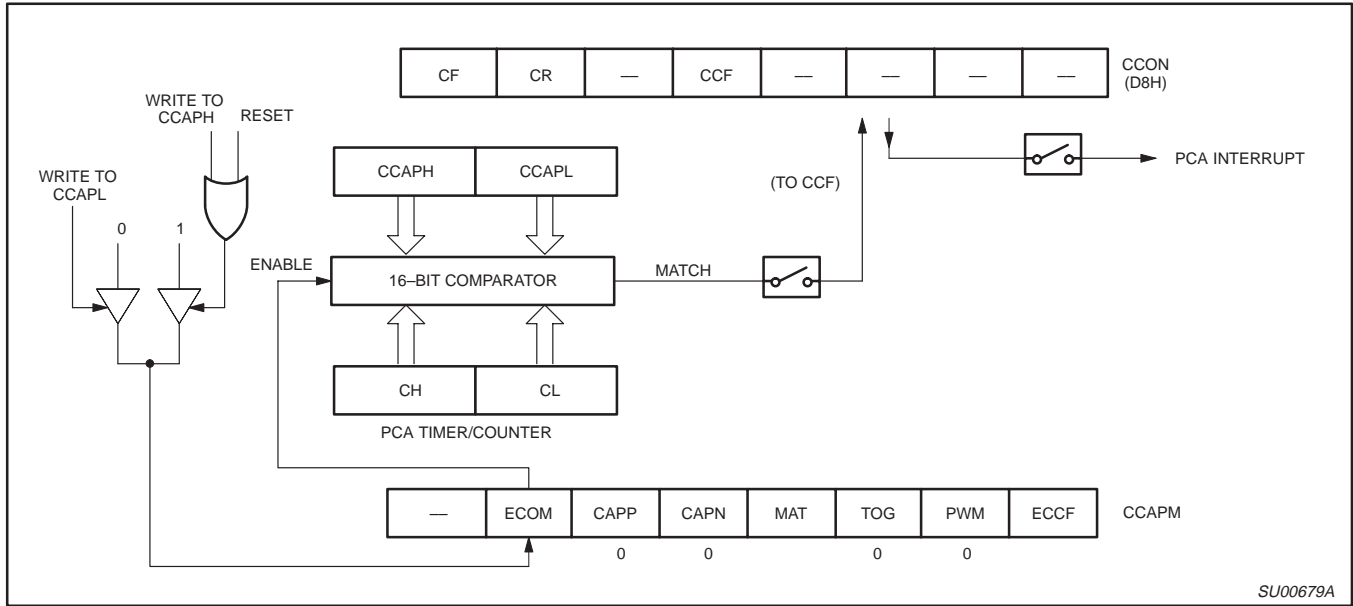 CF CR — CCF — — — —
CCON
(D8H)
WRITE TO
CCAPH
RESET
WRITE TO
CCAPL
0 1
CCAPH CCAPL
(TO CCF)
PCA INTERRUPT
ENABLE
16–BIT COMPARATOR
MATCH
CH CL
PCA TIMER/COUNTER
— ECOM CAPP CAPN MAT TOG PWM ECCF
CCAPM
0 0 0 0
SU00679A